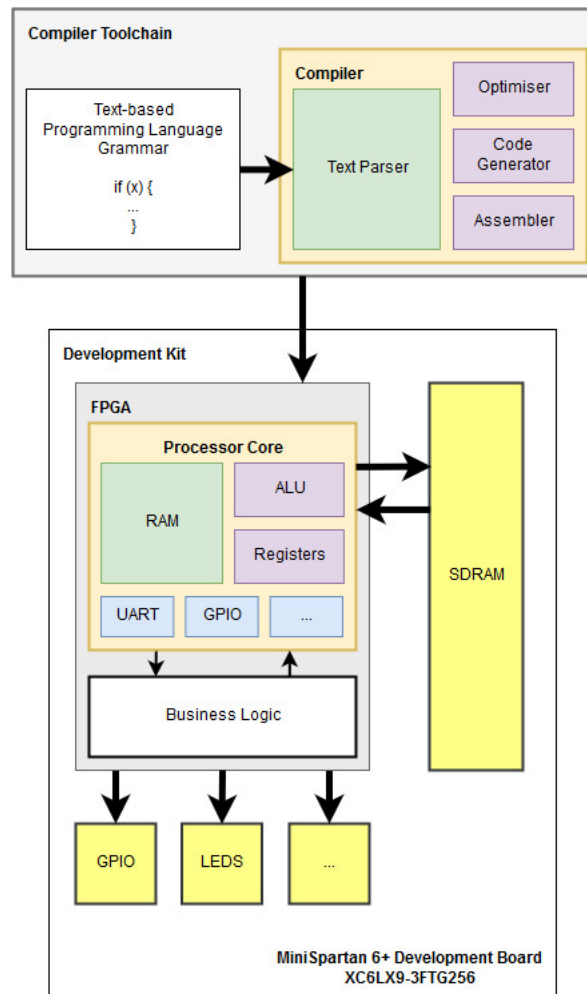 Compiler Toolchain
Text-based
Programming Language
Grammar
if (x) {
...
}
Compiler
Text Parser
Optimiser
Code
Generator
Assembler
Development Kit
FPGA
Processor Core
RAM
ALU
Registers
UART
GPIO
...
Business Logic
SDRAM
GPIO
LEDS
...
MiniSpartan 6+ Development Board
XC6LX9-3FTG256